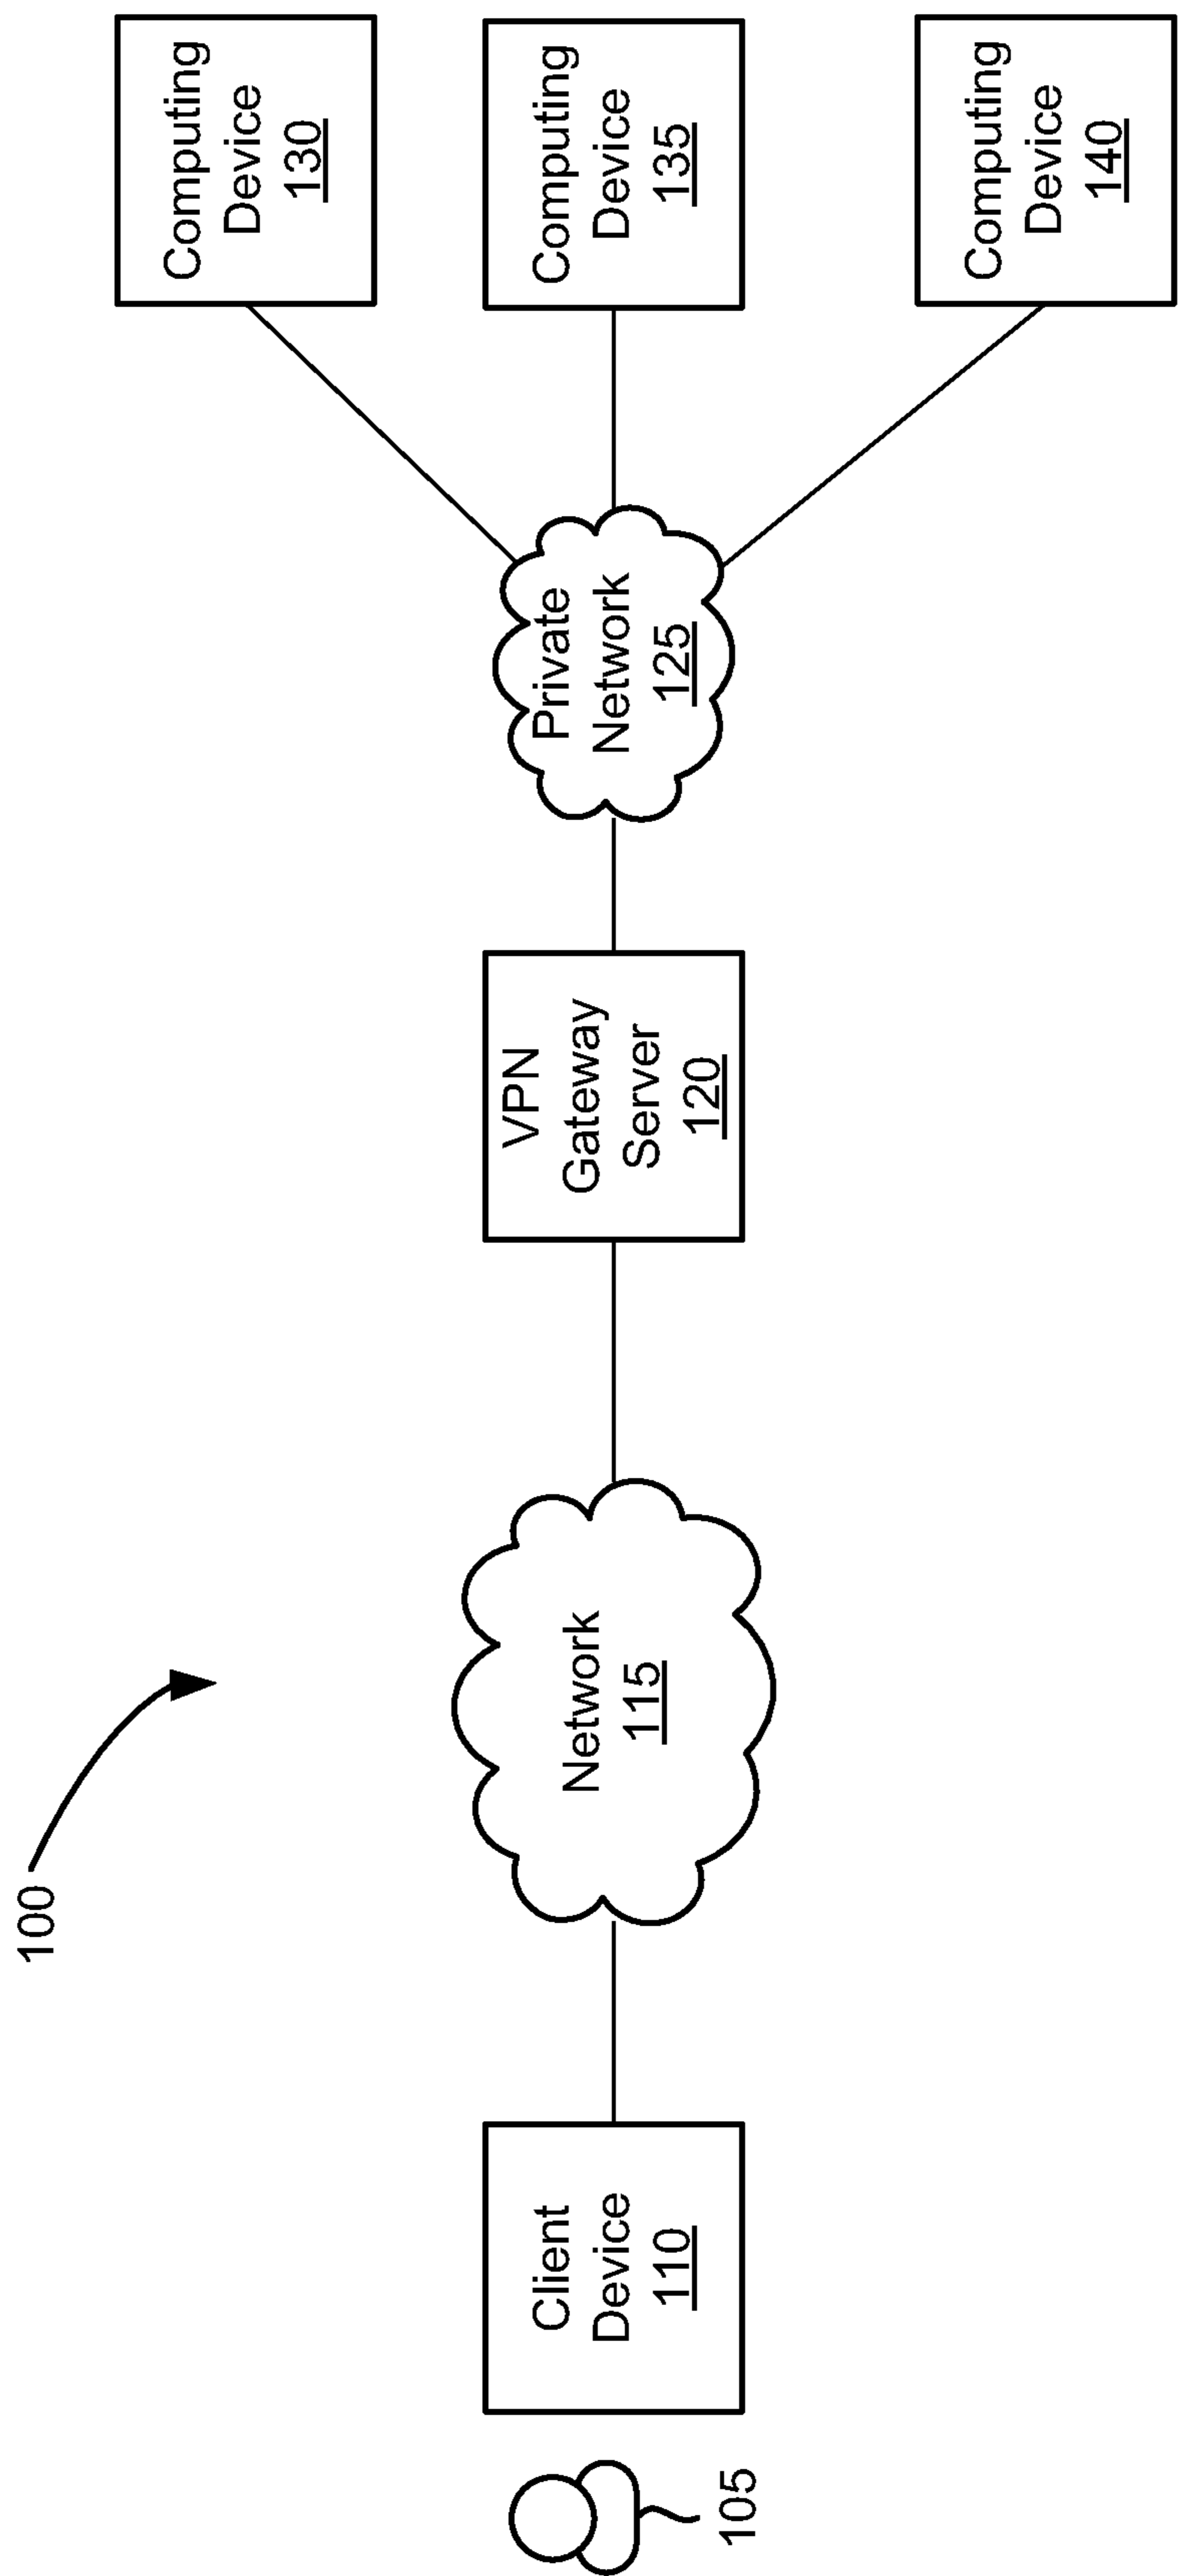 100
105
Client
Device
110
Network
115
VPN
Gateway
Server
120
Private
Network
125
Computing
Device
130
Computing
Device
135
Computing
Device
140